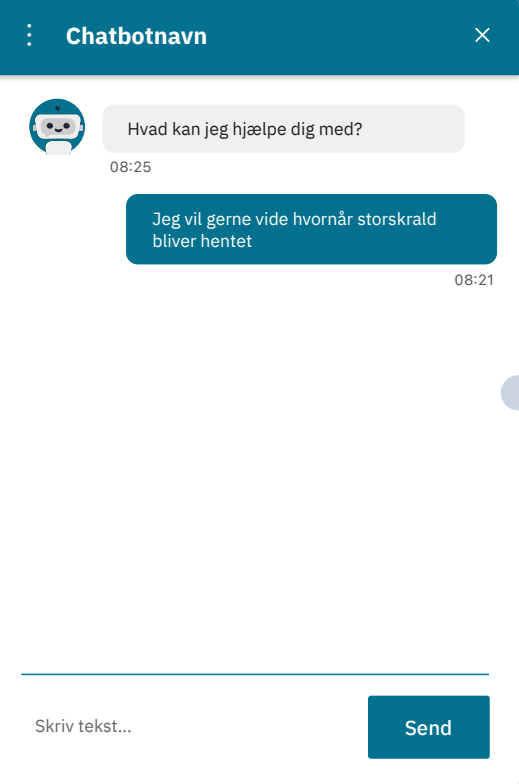 Chatbotnavn
Hvad kan jeg hjælpe dig med?
08:25
Jeg vil gerne vide hvornår storskrald
bliver hentet
08:21
Skriv tekst...
Send